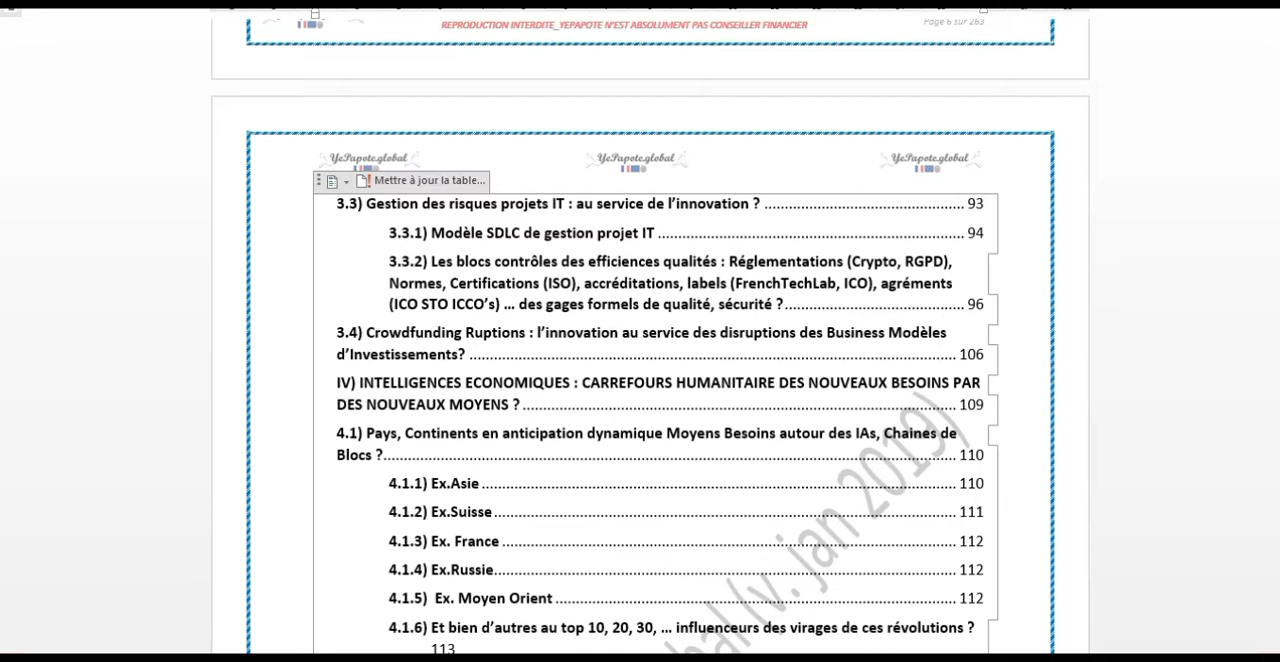 REPRODUCTION INTERDITE_YEPAPOTE N'EST ABSOLUMENT PAS CONSEILLER FINANCIER
Page 6 sur 263
YePapote.global YePapote.global YePapote.global
Mettre à jour la table...
3.3) Gestion des risques projets IT : au service de l’innovation ? 93
3.3.1) Modèle SDLC de gestion projet IT 94
3.3.2) Les blocs contrôles des efficiences qualités : Réglementations (Crypto, RGPD),
Normes, Certifications (ISO), accréditations, labels (FrenchTechLab, ICO), agréments
(ICO STO ICCO’s) … des gages formels de qualité, sécurité ? 96
3.4) Crowdfunding Ruptions : l’innovation au service des disruptions des Business Modèles
d’Investissements? 106
IV) INTELLIGENCES ECONOMIQUES : CARREFOURS HUMANITAIRE DES NOUVEAUX BESOINS PAR
DES NOUVEAUX MOYENS ? 109
4.1) Pays, Continents en anticipation dynamique Moyens Besoins autour des IAs, Chaines de
Blocs ? 110
4.1.1) Ex.Asie 110
4.1.2) Ex.Suisse 111
4.1.3) Ex. France 112
4.1.4) Ex.Russie 112
4.1.5) Ex. Moyen Orient 112
4.1.6) Et bien d’autres au top 10, 20, 30, … influenceurs des virages de ces révolutions ?
113
(v. jan 2019)